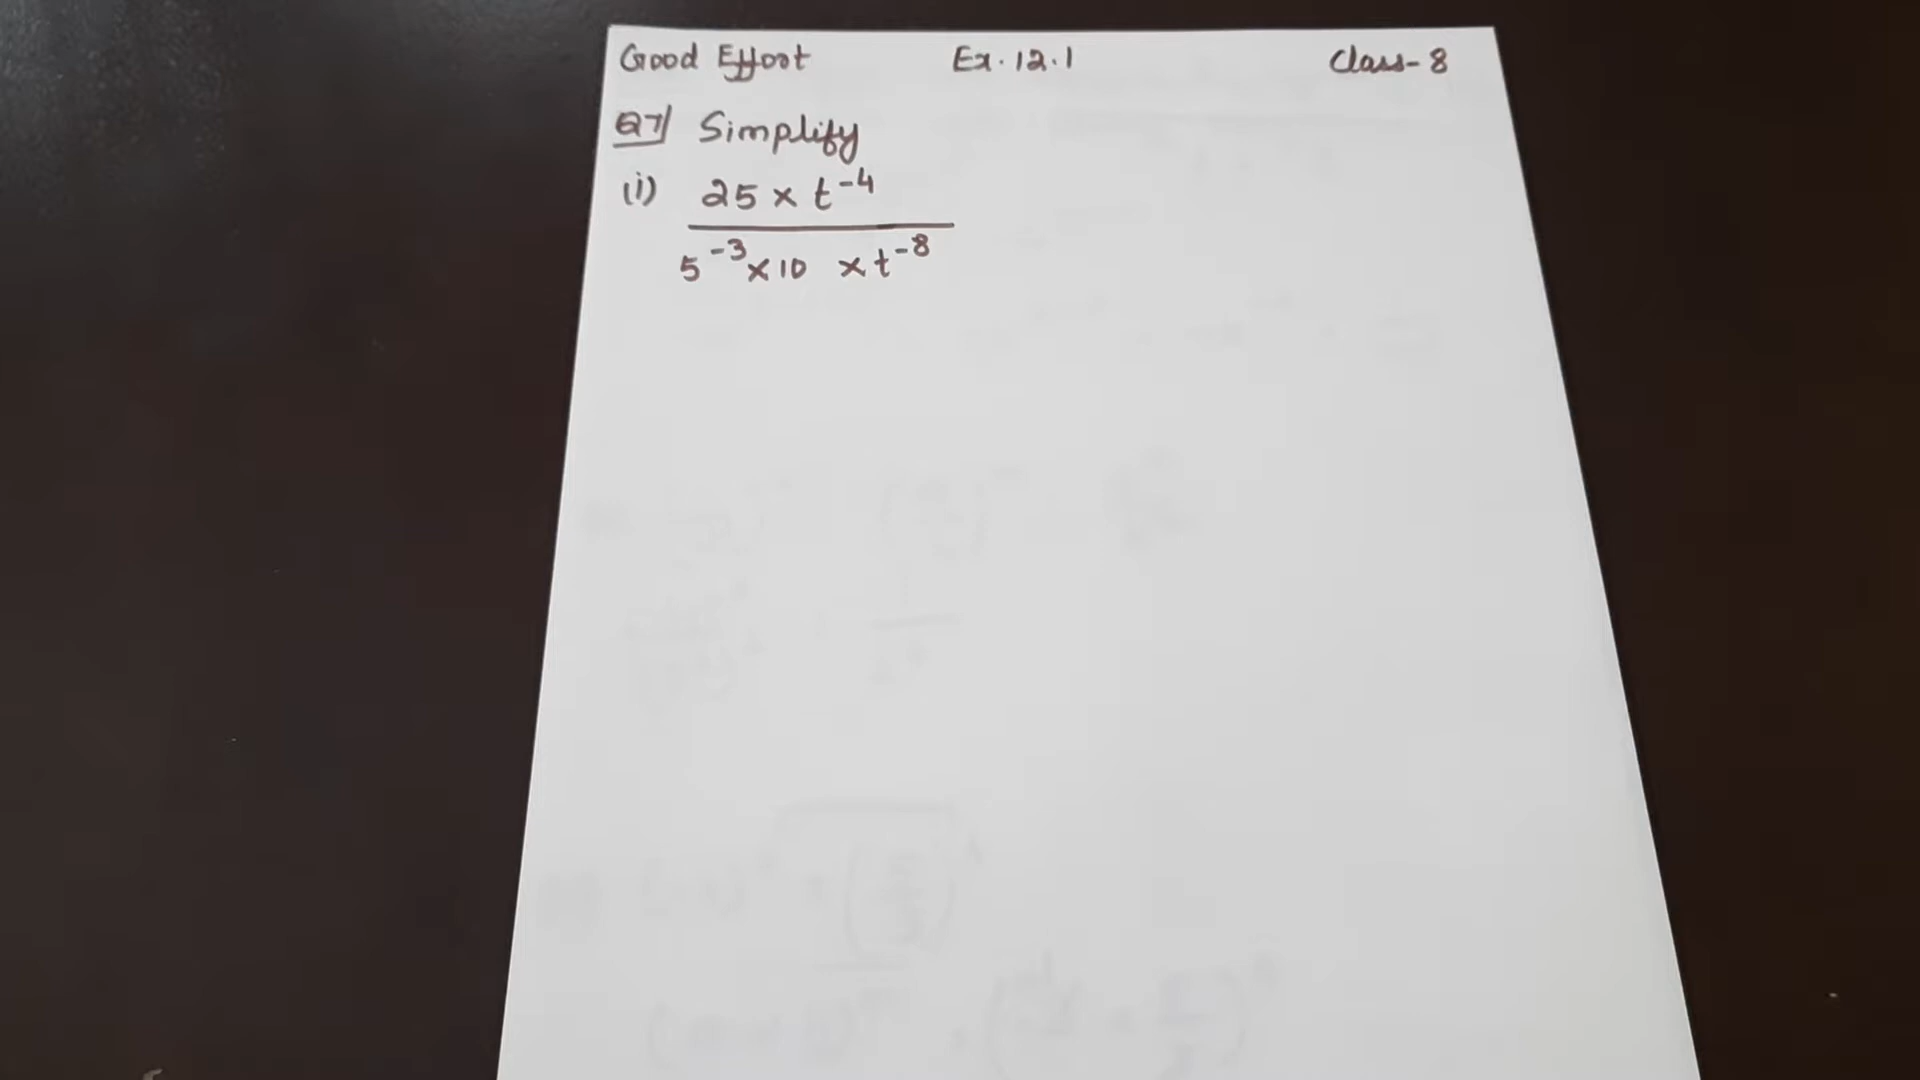 Good Effort Ex. 12.1 Class- 8
Q7/ Simplify
(i) 25 × t⁻⁴
5⁻³ × 10 × t⁻⁸